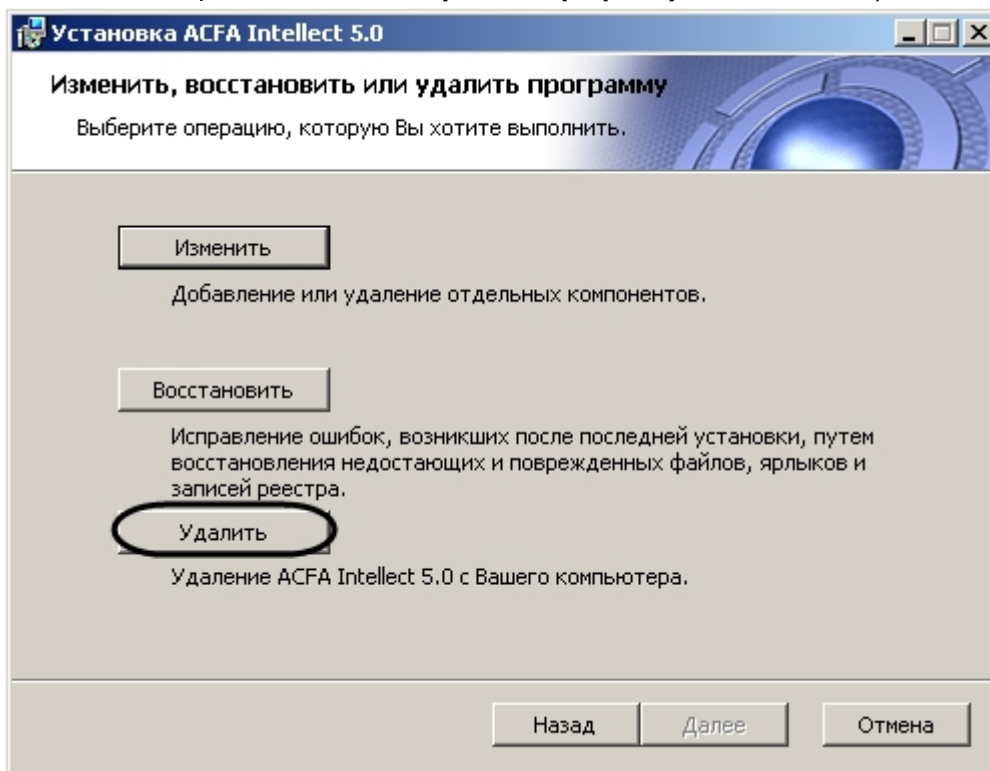 Установка ACFA Intellect 5.0
Изменить, восстановить или удалить программу
Выберите операцию, которую Вы хотите выполнить.
Изменить
Добавление или удаление отдельных компонентов.
Восстановить
Исправление ошибок, возникших после последней установки, путем
восстановления недостающих и поврежденных файлов, ярлыков и
записей реестра.
Удалить
Удаление ACFA Intellect 5.0 с Вашего компьютера.
Назад
Далее
Отмена